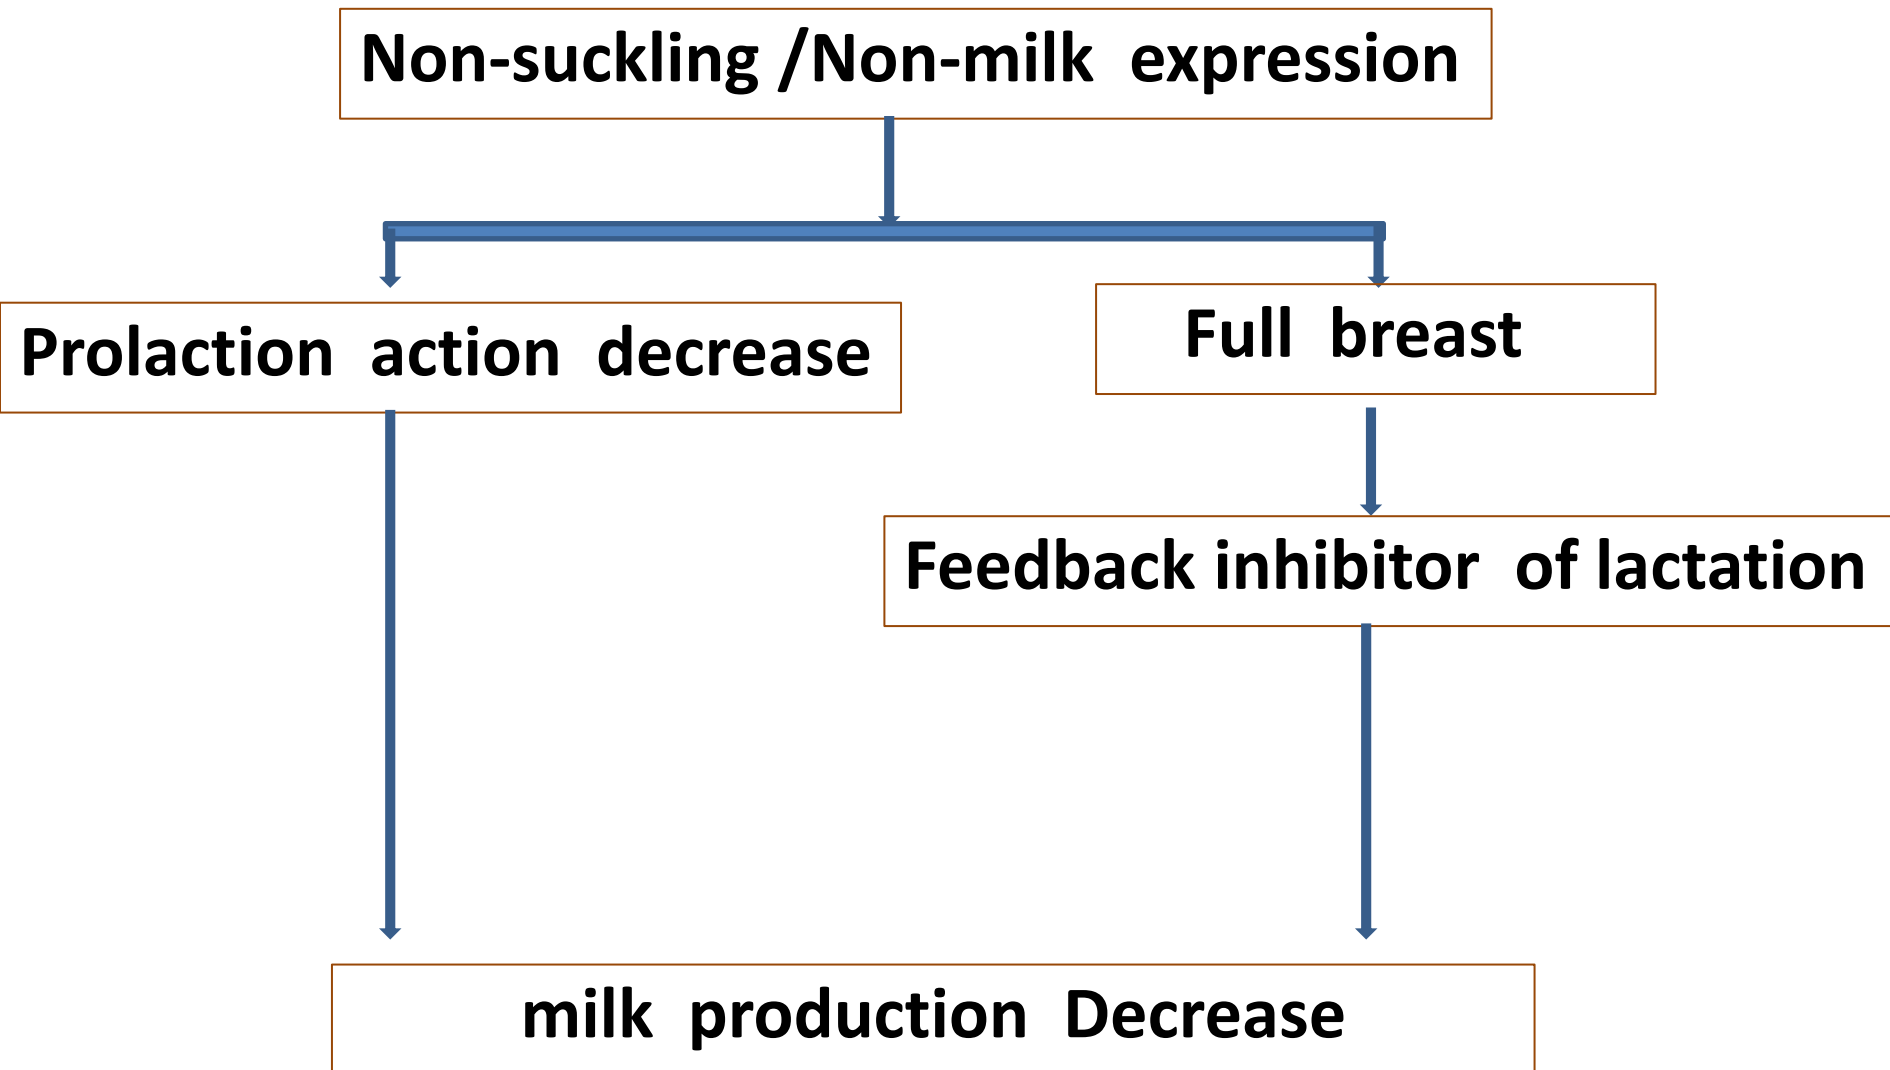 Non-suckling /Non-milk expression
Prolaction action decrease
Full breast
Feedback inhibitor of lactation
milk production Decrease